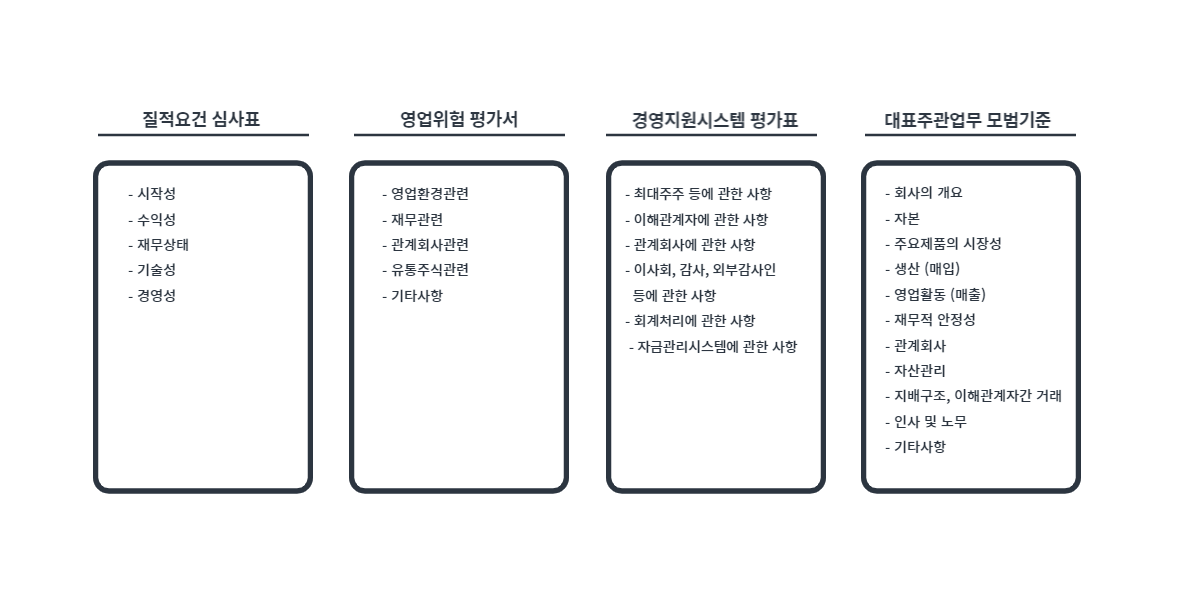 질적요건 심사표
- 시작성
- 수익성
- 재무상태
- 기술성
- 경영성
영업위험 평가서
- 영업환경관련
- 재무관련
- 관계회사관련
- 유통주식관련
- 기타사항
경영지원시스템 평가표
- 최대주주 등에 관한 사항
- 이해관계자에 관한 사항
- 관계회사에 관한 사항
- 이사회, 감사, 외부감사인
등에 관한 사항
- 회계처리에 관한 사항
- 자금관리시스템에 관한 사항
대표주관업무 모범기준
- 회사의 개요
- 자본
- 주요제품의 시장성
- 생산 (매입)
- 영업활동 (매출)
- 재무적 안정성
- 관계회사
- 자산관리
- 지배구조, 이해관계자간 거래
- 인사 및 노무
- 기타사항